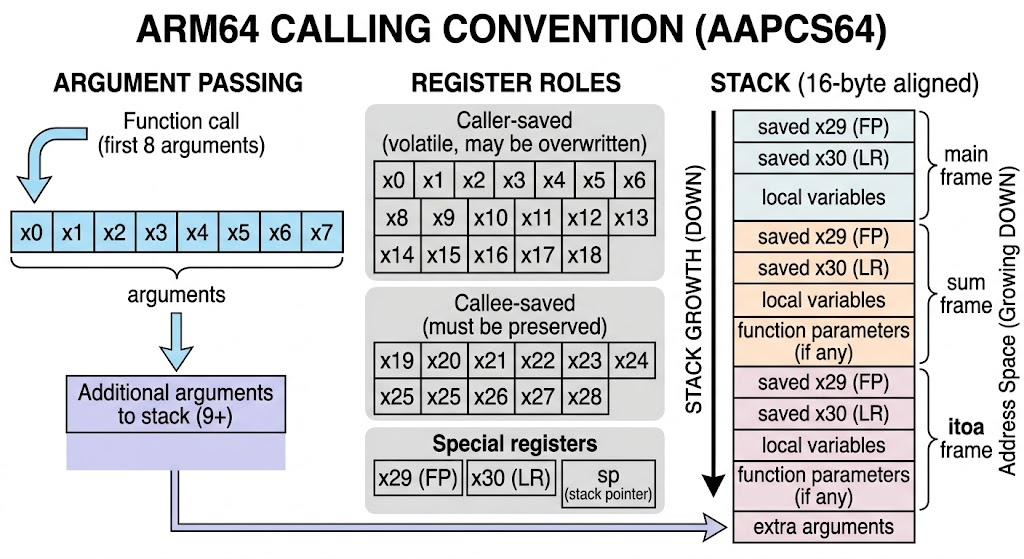 ARM64 CALLING CONVENTION (AAPCS64)
ARGUMENT PASSING
Function call
(first 8 arguments)
x0 x1 x2 x3 x4 x5 x6 x7
arguments
Additional arguments
to stack (9+)
REGISTER ROLES
Caller-saved
(volatile, may be overwritten)
x0 x1 x2 x3 x4 x5 x6
x8 x9 x10 x11 x12 x13
x14 x15 x16 x17 x18
Callee-saved
(must be preserved)
x19 x20 x21 x22 x23 x24
x25 x25 x26 x27 x28
Special registers
x29 (FP) x30 (LR) sp
(stack pointer)
STACK (16-byte aligned)
STACK GROWTH (DOWN)
saved x29 (FP)
saved x30 (LR)
local variables
main
frame
saved x29 (FP)
saved x30 (LR)
local variables
function parameters
(if any)
sum
frame
saved x29 (FP)
saved x30 (LR)
local variables
function parameters
(if any)
itoa
frame
extra arguments
Address Space (Growing DOWN)